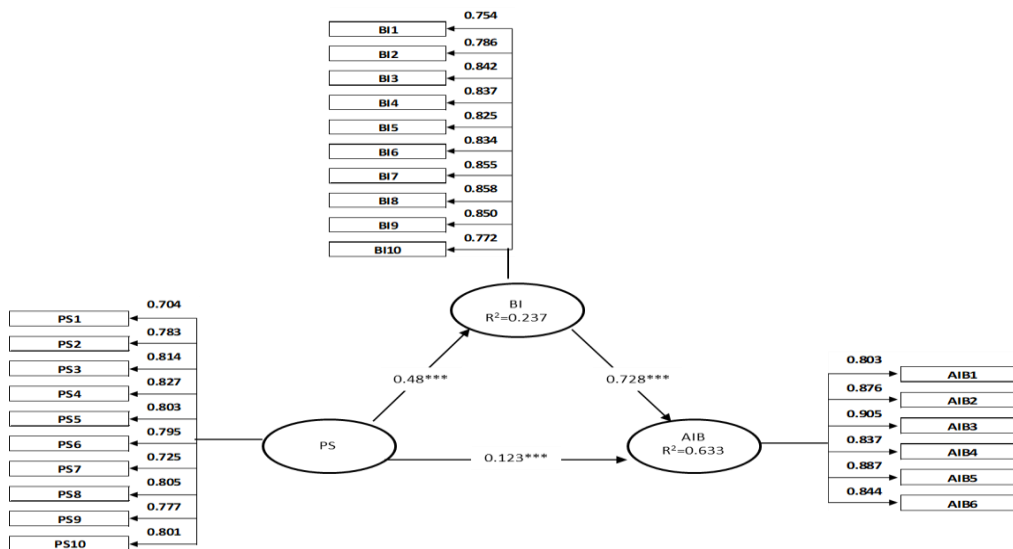 0.754
BI1
0.786
BI2
0.842
BI3
0.837
BI4
0.825
BI5
0.834
BI6
0.855
BI7
0.858
BI8
0.850
BI9
0.772
BI10
BI
R²=0.237
0.704
PS1
0.783
PS2
0.814
PS3
0.827
PS4
0.803
PS5
0.795
PS6
0.725
PS7
0.805
PS8
0.777
PS9
0.801
PS10
PS
0.48***
0.728***
0.123***
AIB
R²=0.633
0.803
AIB1
0.876
AIB2
0.905
AIB3
0.837
AIB4
0.887
AIB5
0.844
AIB6